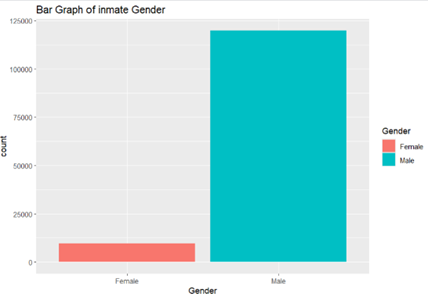 Bar Graph of inmate Gender
125000
100000
75000
50000
25000
0
count
Female
Male
Gender
Gender
Female
Male